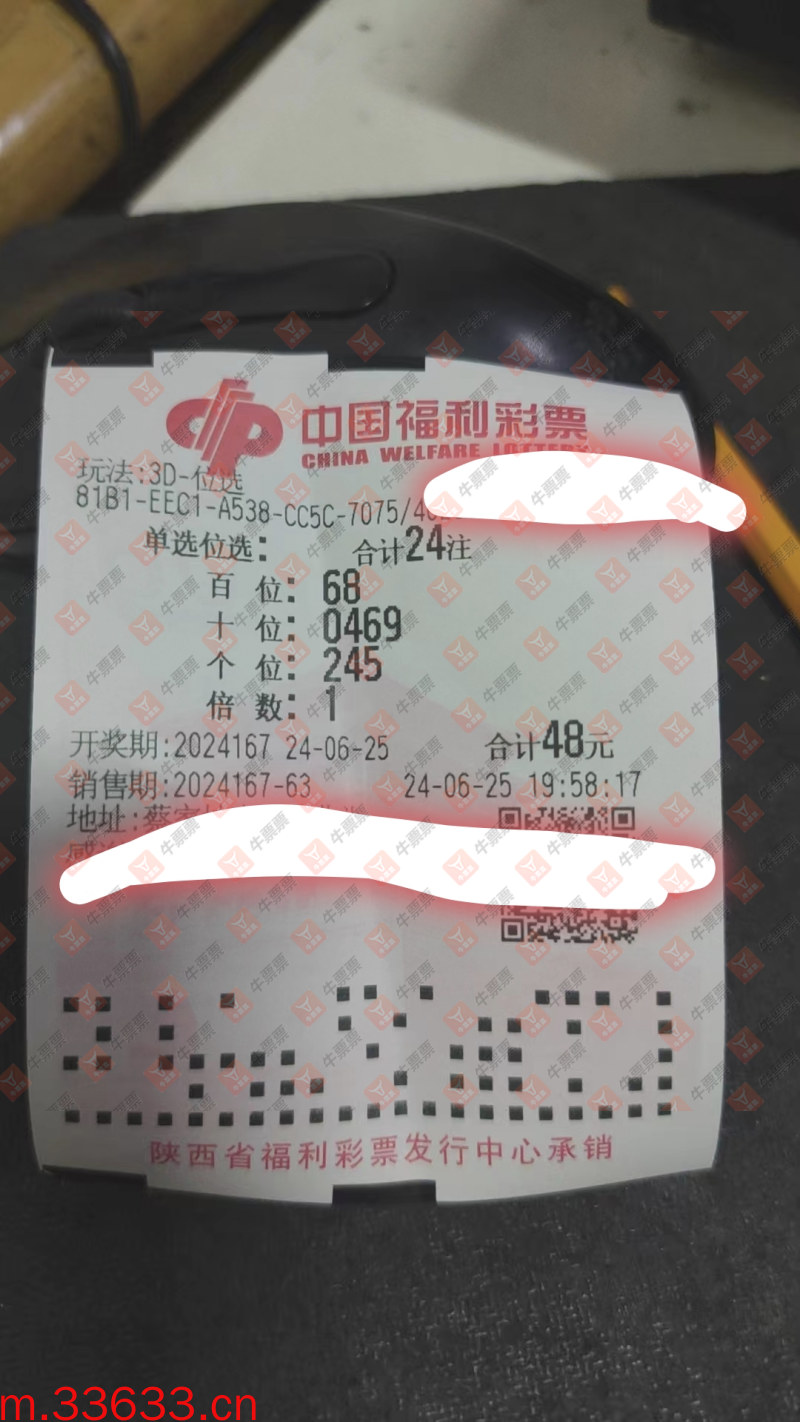 中国福利彩票
CHINA WELFARE LOTTERY
玩法:3D-位选
81B1-EEC1-A538-CC5C-7075/
单选位选: 合计24注
百 位: 68
十 位: 0469
个 位: 245
倍 数: 1
开奖期:2024167 24-06-25 合计48元
销售期:2024167-63 24-06-25 19:58:17
地址:蔡家
陕西省福利彩票发行中心承销
牛票票
m.33633.cn